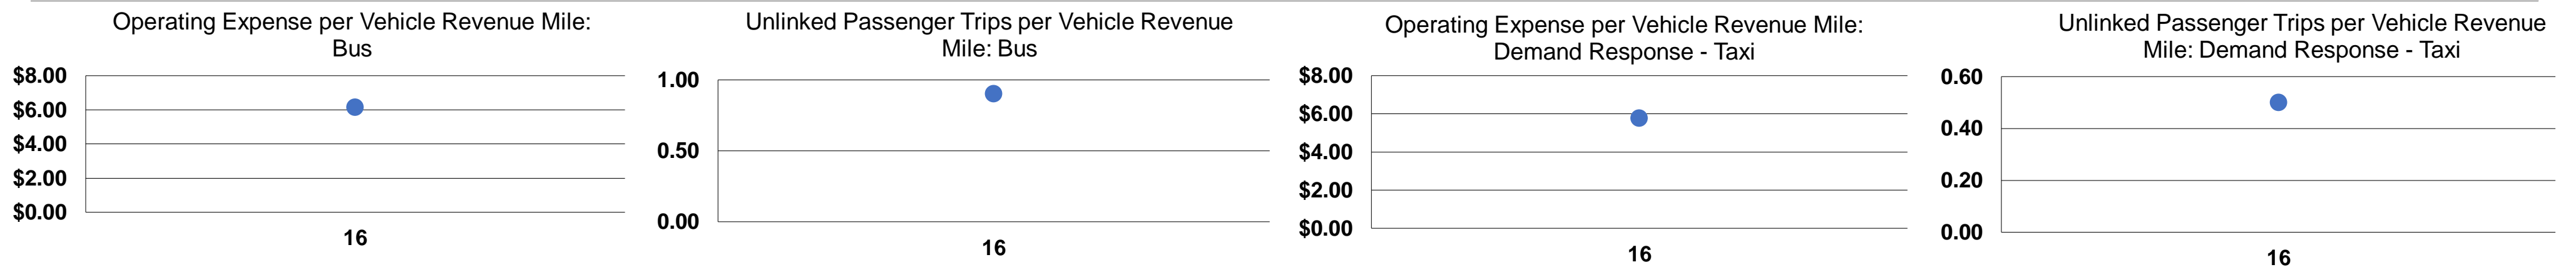 Operating Expense per Vehicle Revenue Mile:
Bus
$8.00
$6.00
$4.00
$2.00
$0.00
16
Unlinked Passenger Trips per Vehicle Revenue
Mile: Bus
1.00
0.50
0.00
16
Operating Expense per Vehicle Revenue Mile:
Demand Response - Taxi
$8.00
$6.00
$4.00
$2.00
$0.00
16
Unlinked Passenger Trips per Vehicle Revenue
Mile: Demand Response - Taxi
0.60
0.40
0.20
0.00
16